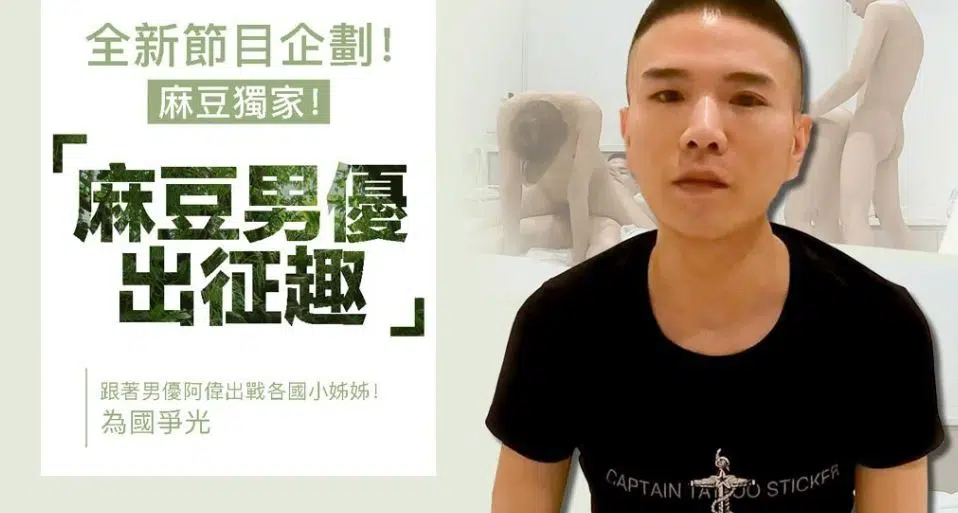 全新節目企劃!
麻豆獨家!
「麻豆男優
出征趣」
跟著男優阿偉出戰各國小姊姊!
為國爭光
CAPTAIN TATTOO STICKER